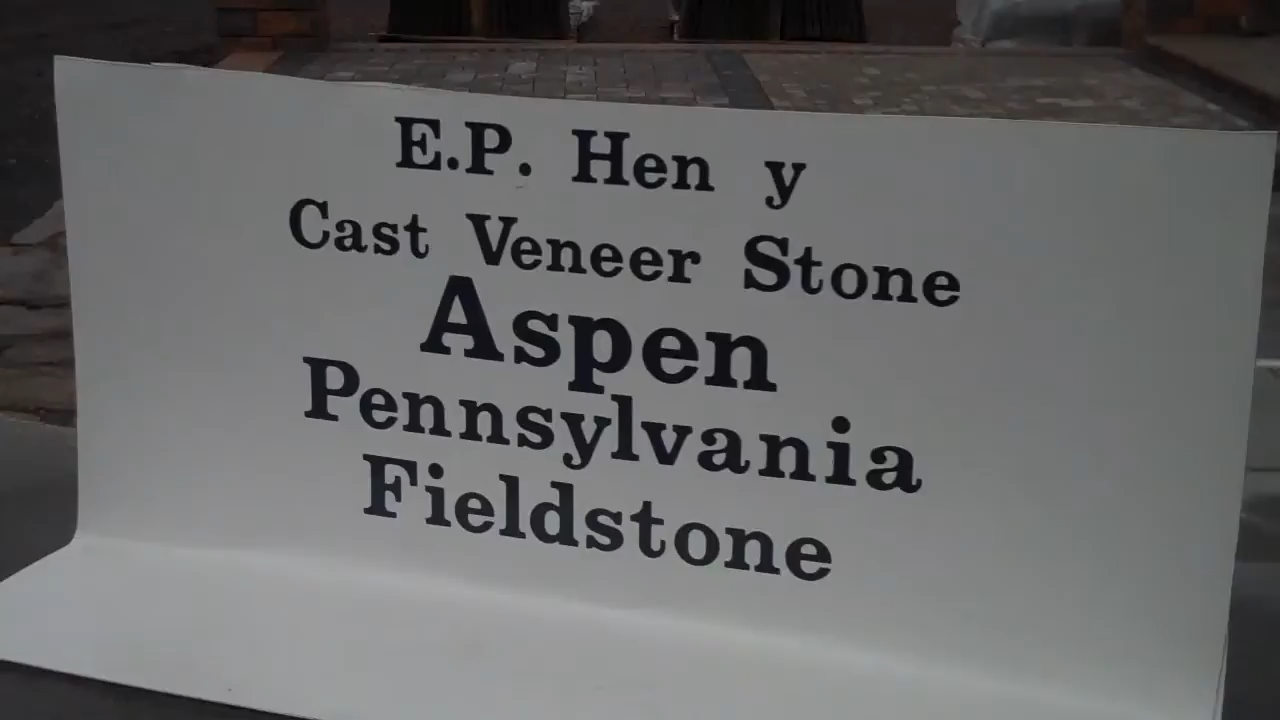 E.P. Hen y
Cast Veneer Stone
Aspen
Pennsylvania
Fieldstone